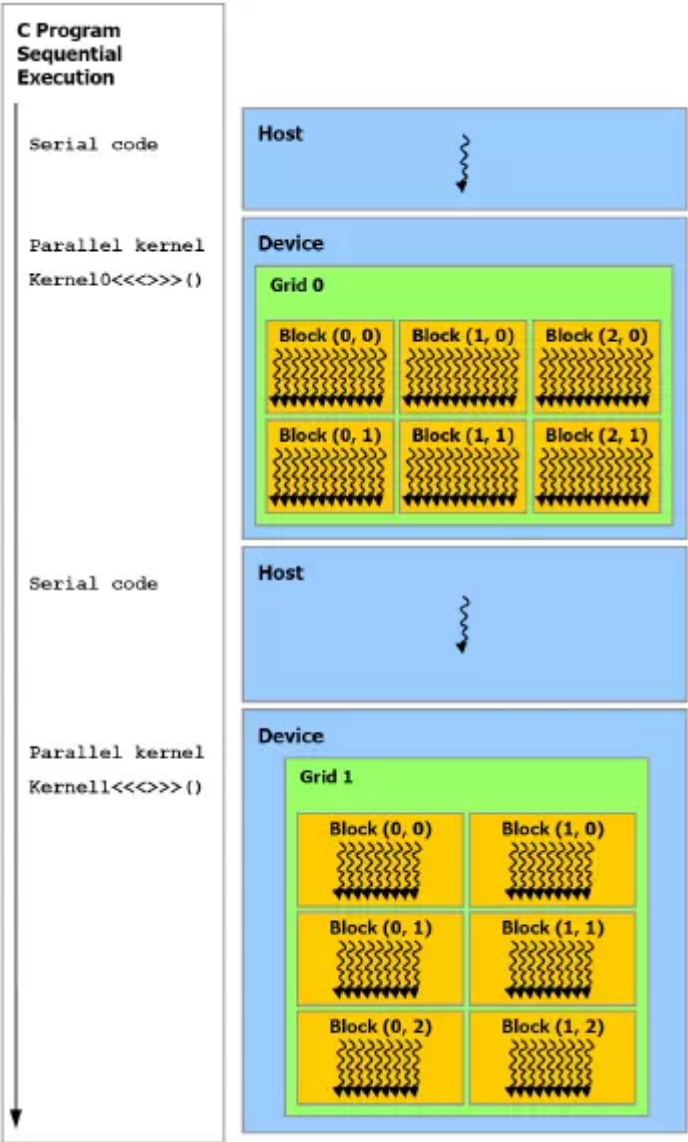 C Program
Sequential
Execution
Serial code
Host
Parallel kernel
Kernel0<<<>>>()
Device
Grid 0
Block (0, 0)
Block (1, 0)
Block (2, 0)
Block (0, 1)
Block (1, 1)
Block (2, 1)
Serial code
Host
Parallel kernel
Kernel1<<<>>>()
Device
Grid 1
Block (0, 0)
Block (1, 0)
Block (0, 1)
Block (1, 1)
Block (0, 2)
Block (1, 2)